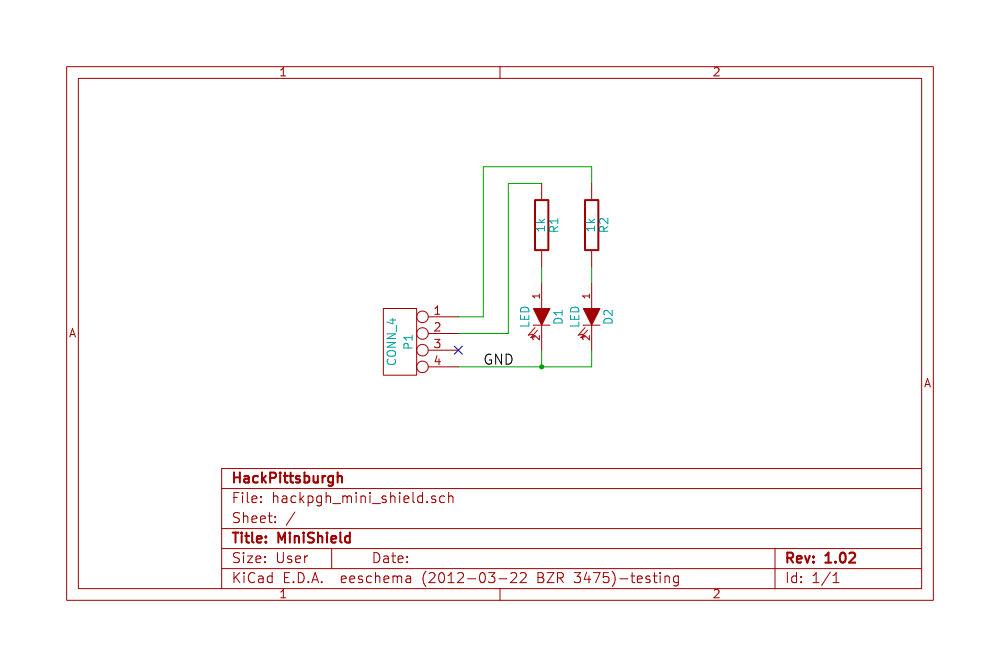 1 2
1k R1 1k R2
1 1
LED D1 LED D2
2 2
CONN_4
P1
1
2
3
4
GND
A
A
HackPittsburgh
File: hackpgh_mini_shield.sch
Sheet: /
Title: MiniShield
Size: User Date: Rev: 1.02
KiCad E.D.A. eeschema (2012-03-22 BZR 3475)-testing Id: 1/1
1 2